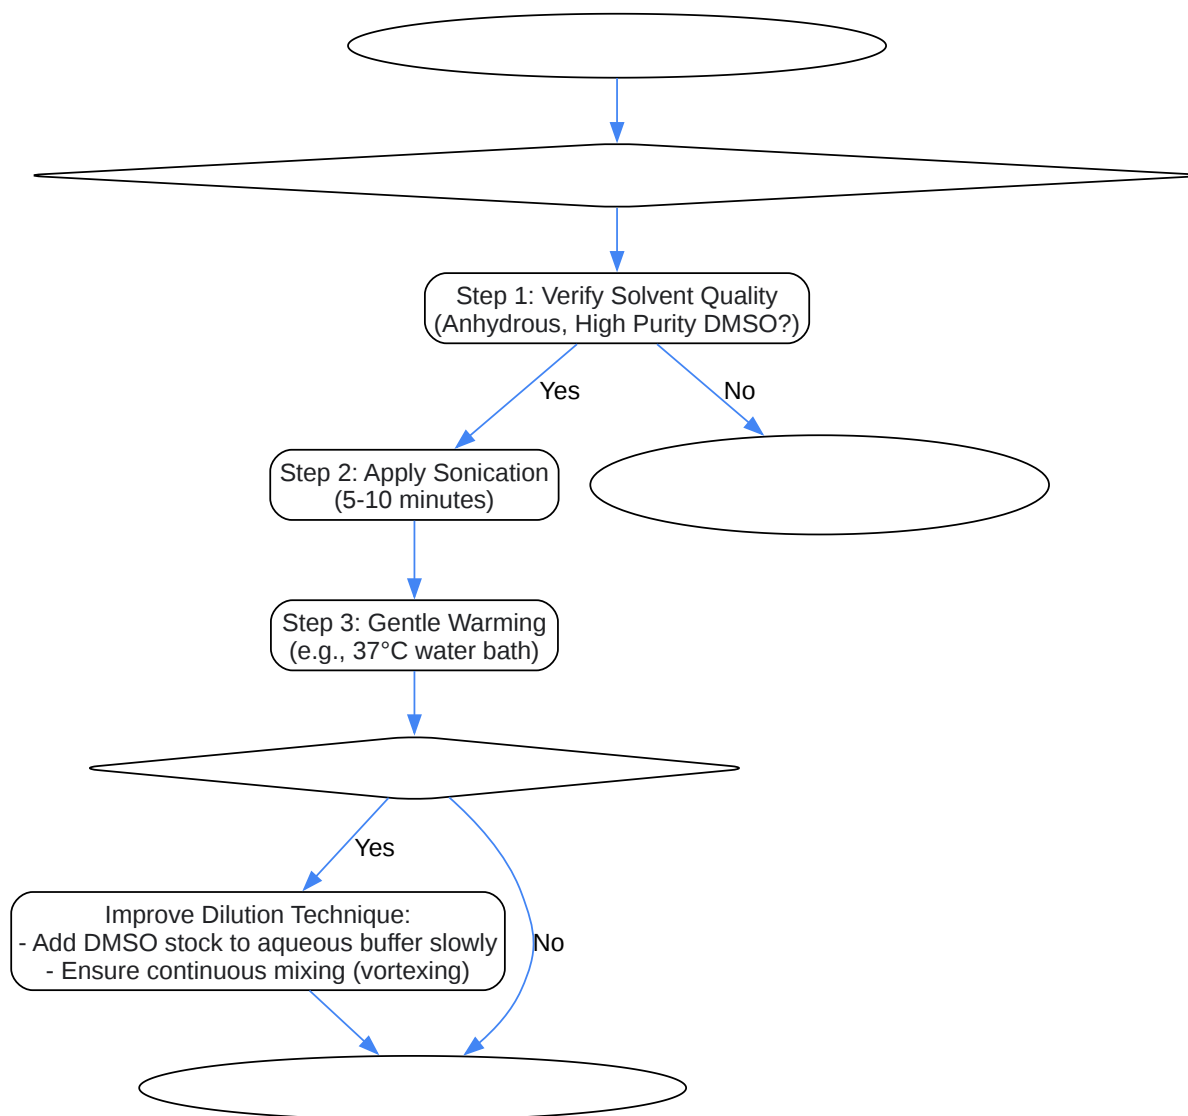 Step 1: Verify Solvent Quality
(Anhydrous, High Purity DMSO?)
Yes
No
Step 2: Apply Sonication
(5-10 minutes)
Step 3: Gentle Warming
(e.g., 37°C water bath)
Yes
Improve Dilution Technique:
- Add DMSO stock to aqueous buffer slowly
- Ensure continuous mixing (vortexing)
No